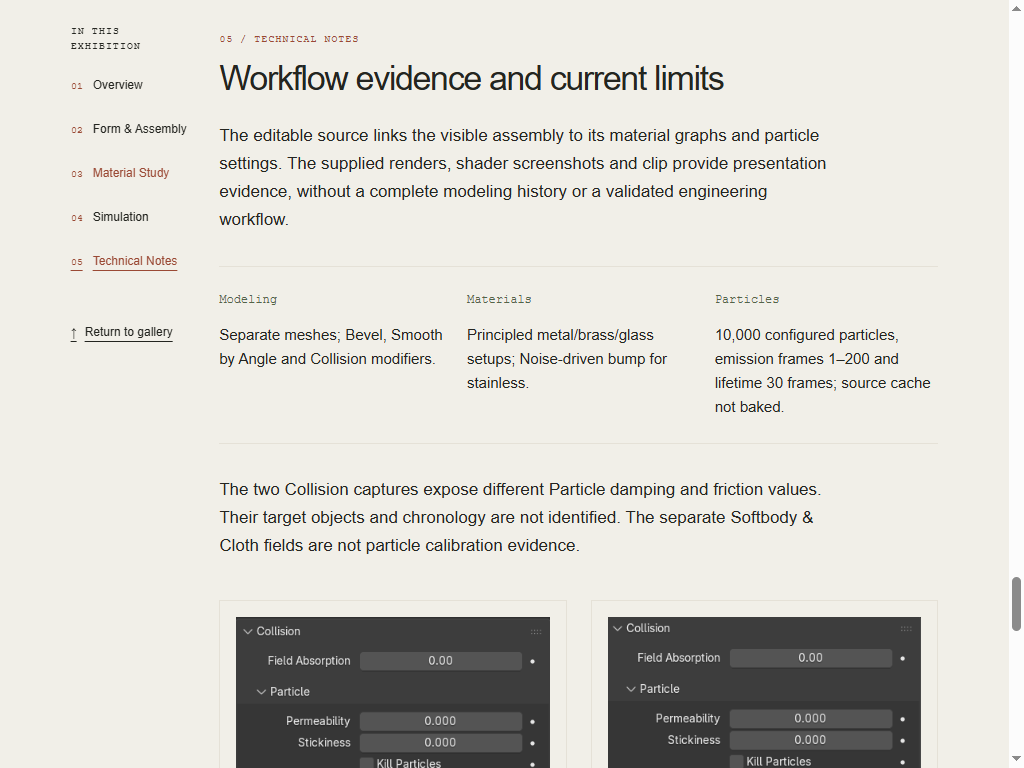 IN THIS
EXHIBITION
01 Overview
02 Form & Assembly
03 Material Study
04 Simulation
05 Technical Notes
↑ Return to gallery
05 / TECHNICAL NOTES
Workflow evidence and current limits
The editable source links the visible assembly to its material graphs and particle
settings. The supplied renders, shader screenshots and clip provide presentation
evidence, without a complete modeling history or a validated engineering
workflow.
Modeling
Separate meshes; Bevel, Smooth
by Angle and Collision modifiers.
Materials
Principled metal/brass/glass
setups; Noise-driven bump for
stainless.
Particles
10,000 configured particles,
emission frames 1–200 and
lifetime 30 frames; source cache
not baked.
The two Collision captures expose different Particle damping and friction values.
Their target objects and chronology are not identified. The separate Softbody &
Cloth fields are not particle calibration evidence.
Collision
Field Absorption 0.00
Particle
Permeability 0.000
Stickiness 0.000
Kill Particles
Collision
Field Absorption 0.00
Particle
Permeability 0.000
Stickiness 0.000
Kill Particles